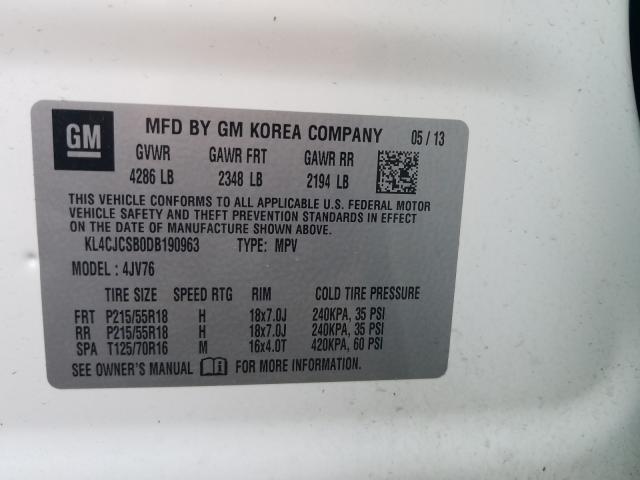 GM
MFD BY GM KOREA COMPANY 05 / 13
GVWR GAWR FRT GAWR RR
4286 LB 2348 LB 2194 LB
THIS VEHICLE CONFORMS TO ALL APPLICABLE U.S. FEDERAL MOTOR
VEHICLE SAFETY AND THEFT PREVENTION STANDARDS IN EFFECT
ON THE DATE OF MANUFACTURE SHOWN ABOVE.
KL4CJCSB0DB190963 TYPE: MPV
MODEL : 4JV76
TIRE SIZE SPEED RTG RIM COLD TIRE PRESSURE
FRT P215/55R18 H 18x7.0J 240KPA, 35 PSI
RR P215/55R18 H 18x7.0J 240KPA, 35 PSI
SPA T125/70R16 M 16x4.0T 420KPA, 60 PSI
SEE OWNER'S MANUAL FOR MORE INFORMATION.